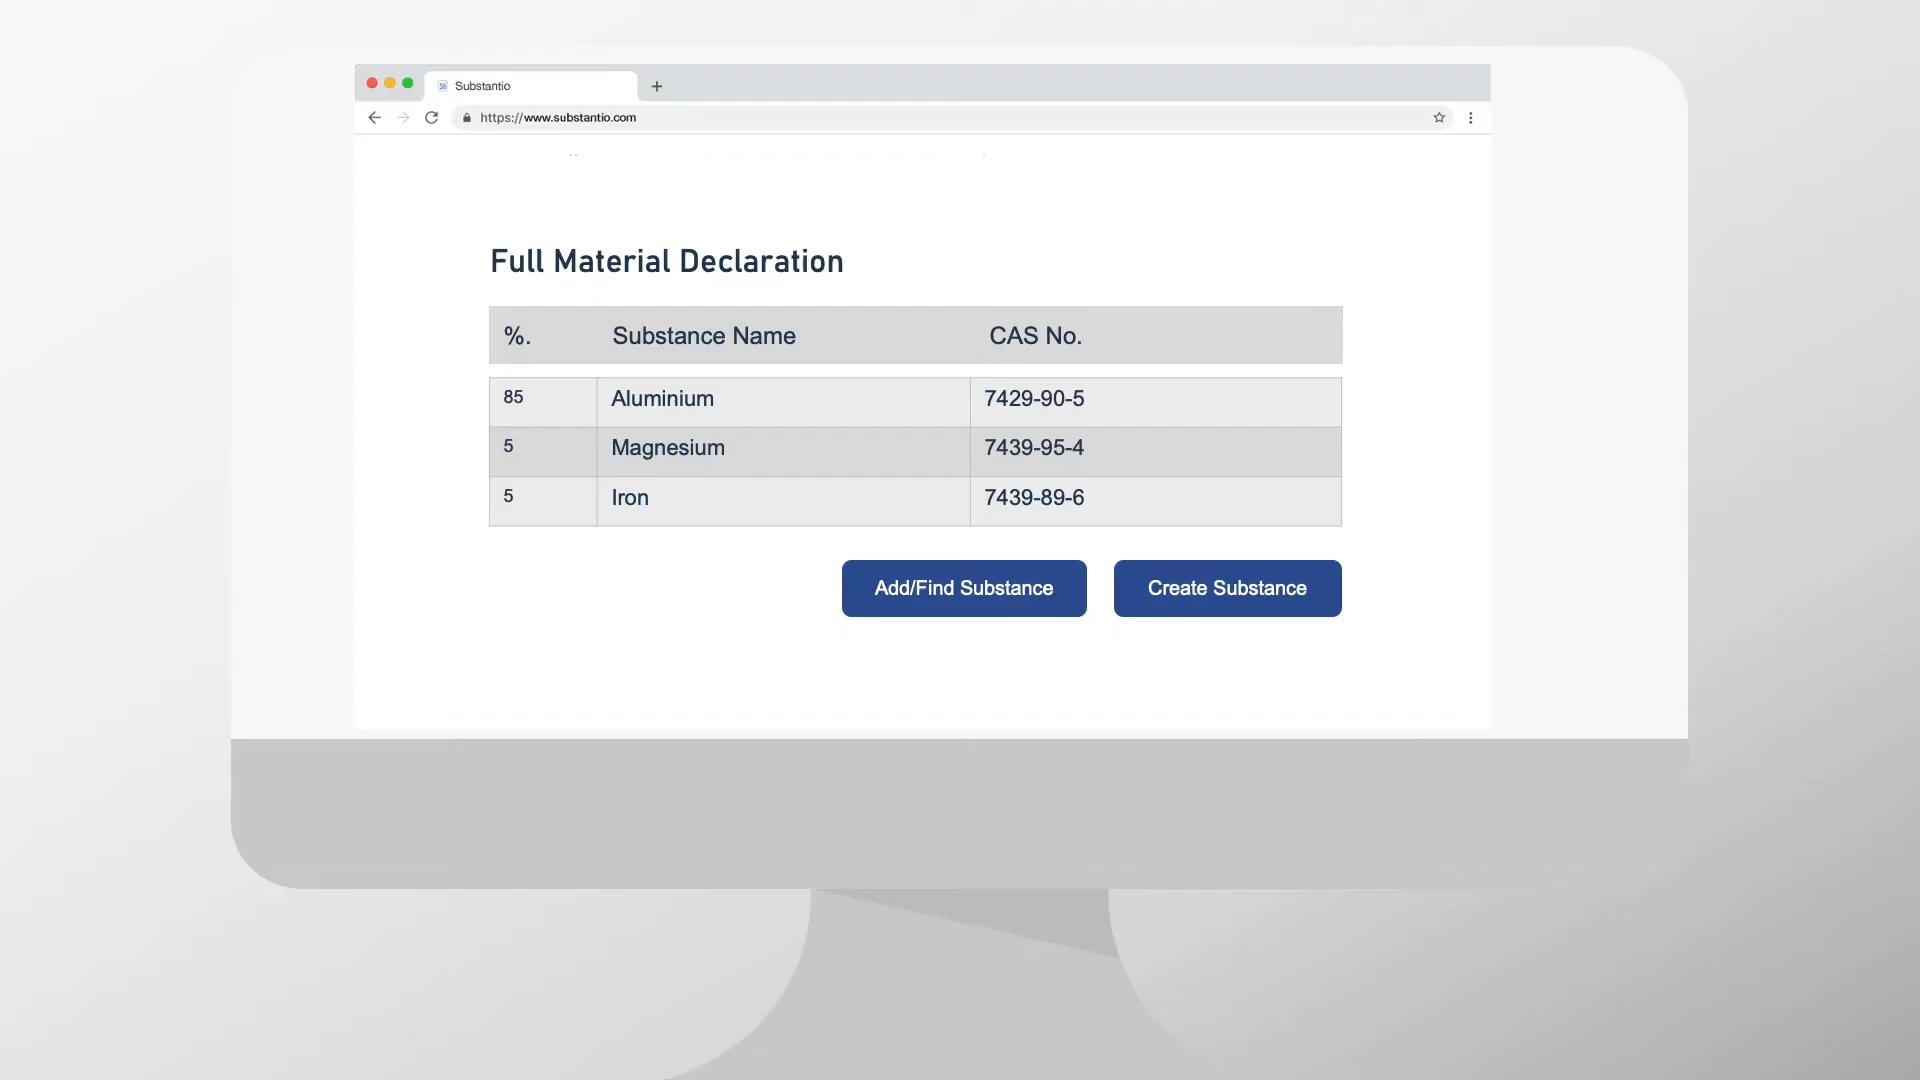 Substantio
https://www.substantio.com
Full Material Declaration
%. Substance Name CAS No.
85 Aluminium 7429-90-5
5 Magnesium 7439-95-4
5 Iron 7439-89-6
Add/Find Substance Create Substance